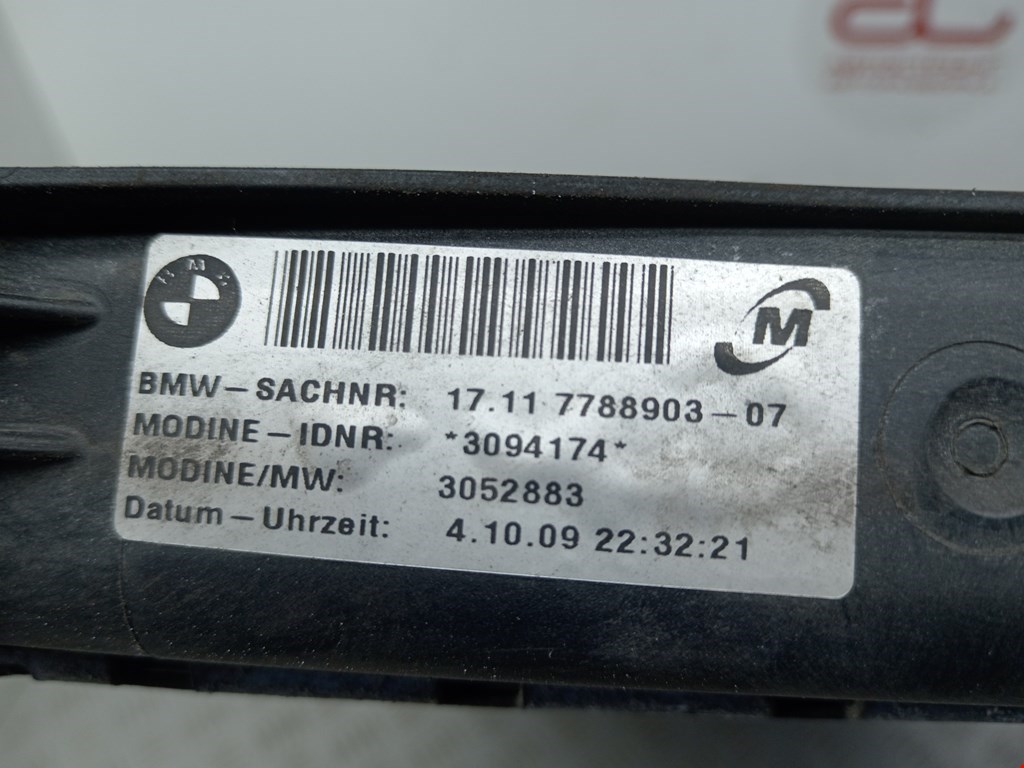 BMW
M
BMW-SACHNR: 17.11 7788903-07
MODINE-IDNR: *3094174*
MODINE/MW: 3052883
Datum-Uhrzeit: 4.10.09 22:32:21